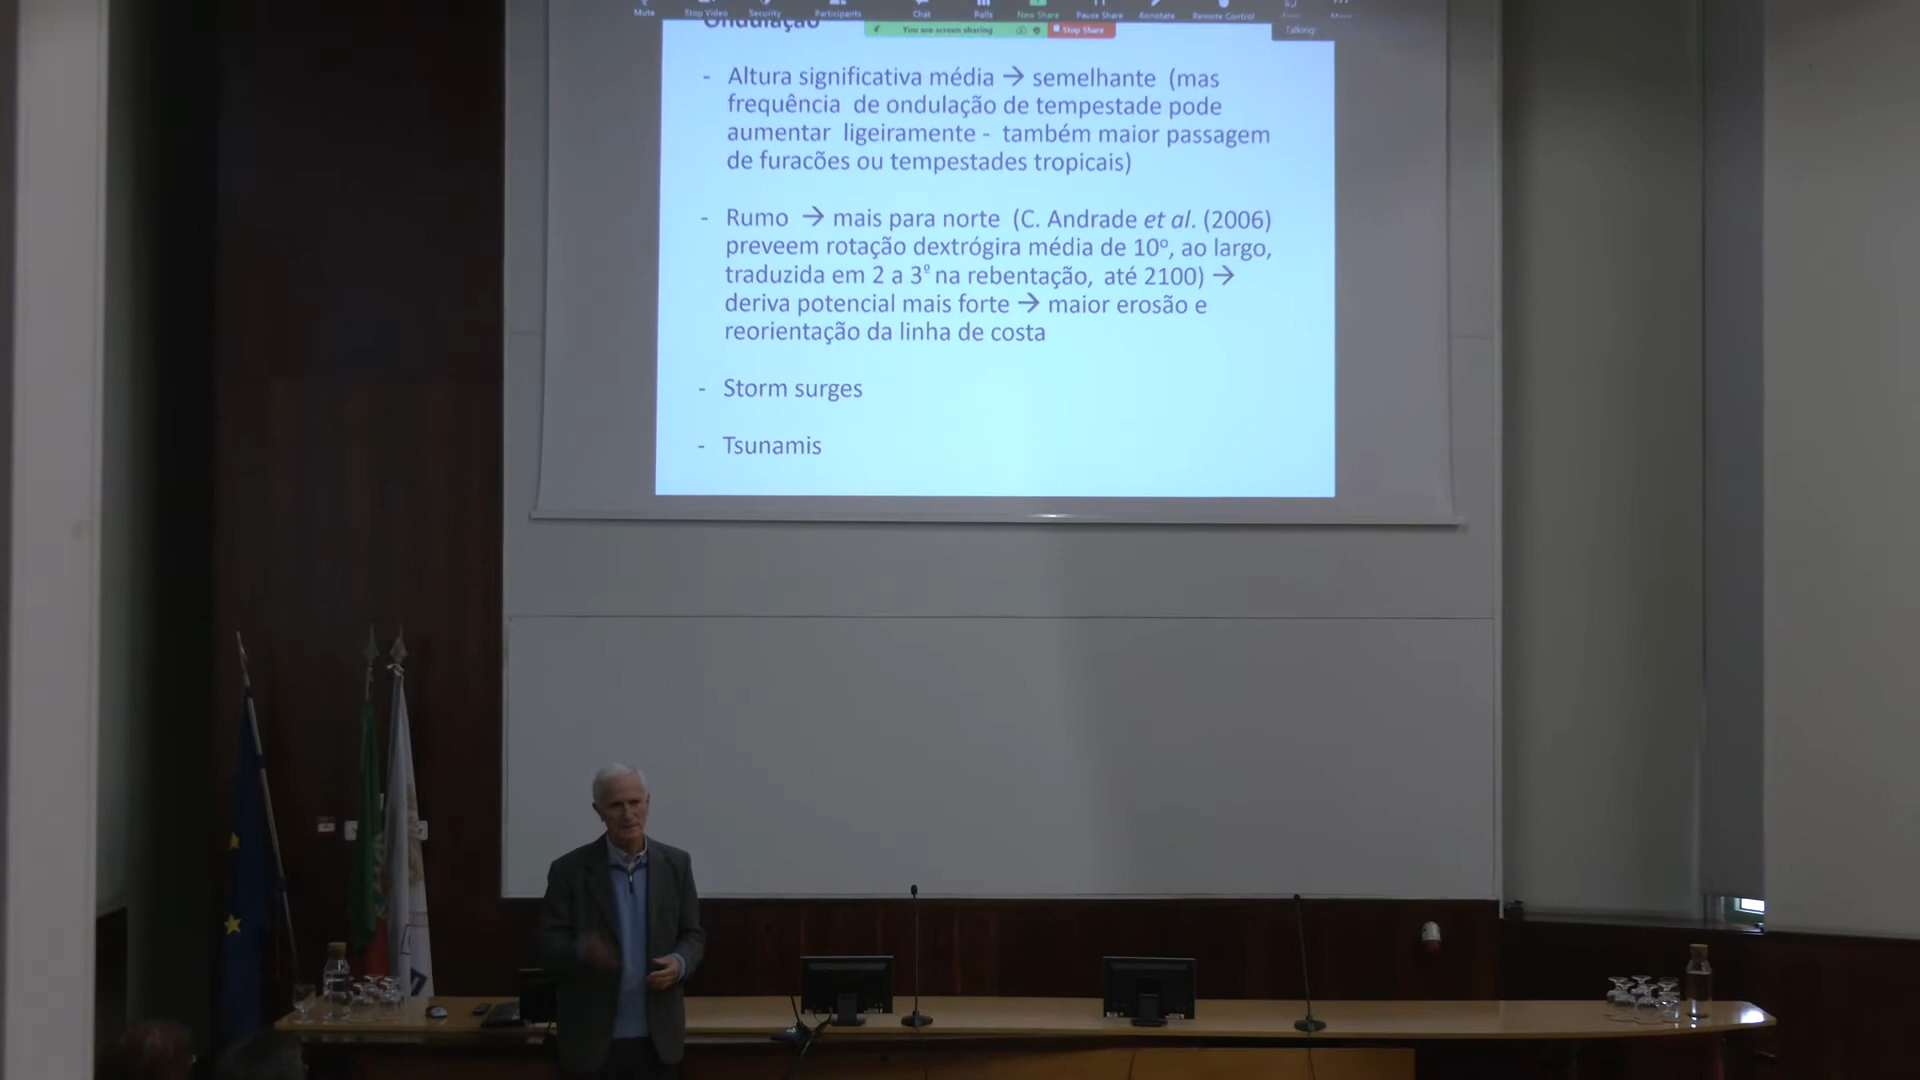 Mute Stop Video Security Participants Chat Polls New Share Pause Share Annotate Remote Control
You are screen sharing Stop Share Talking
Ondulação
- Altura significativa média → semelhante (mas
frequência de ondulação de tempestade pode
aumentar ligeiramente - também maior passagem
de furacões ou tempestades tropicais)
- Rumo → mais para norte (C. Andrade et al. (2006)
preveem rotação dextrógira média de 10º, ao largo,
traduzida em 2 a 3º na rebentação, até 2100) →
deriva potencial mais forte → maior erosão e
reorientação da linha de costa
- Storm surges
- Tsunamis